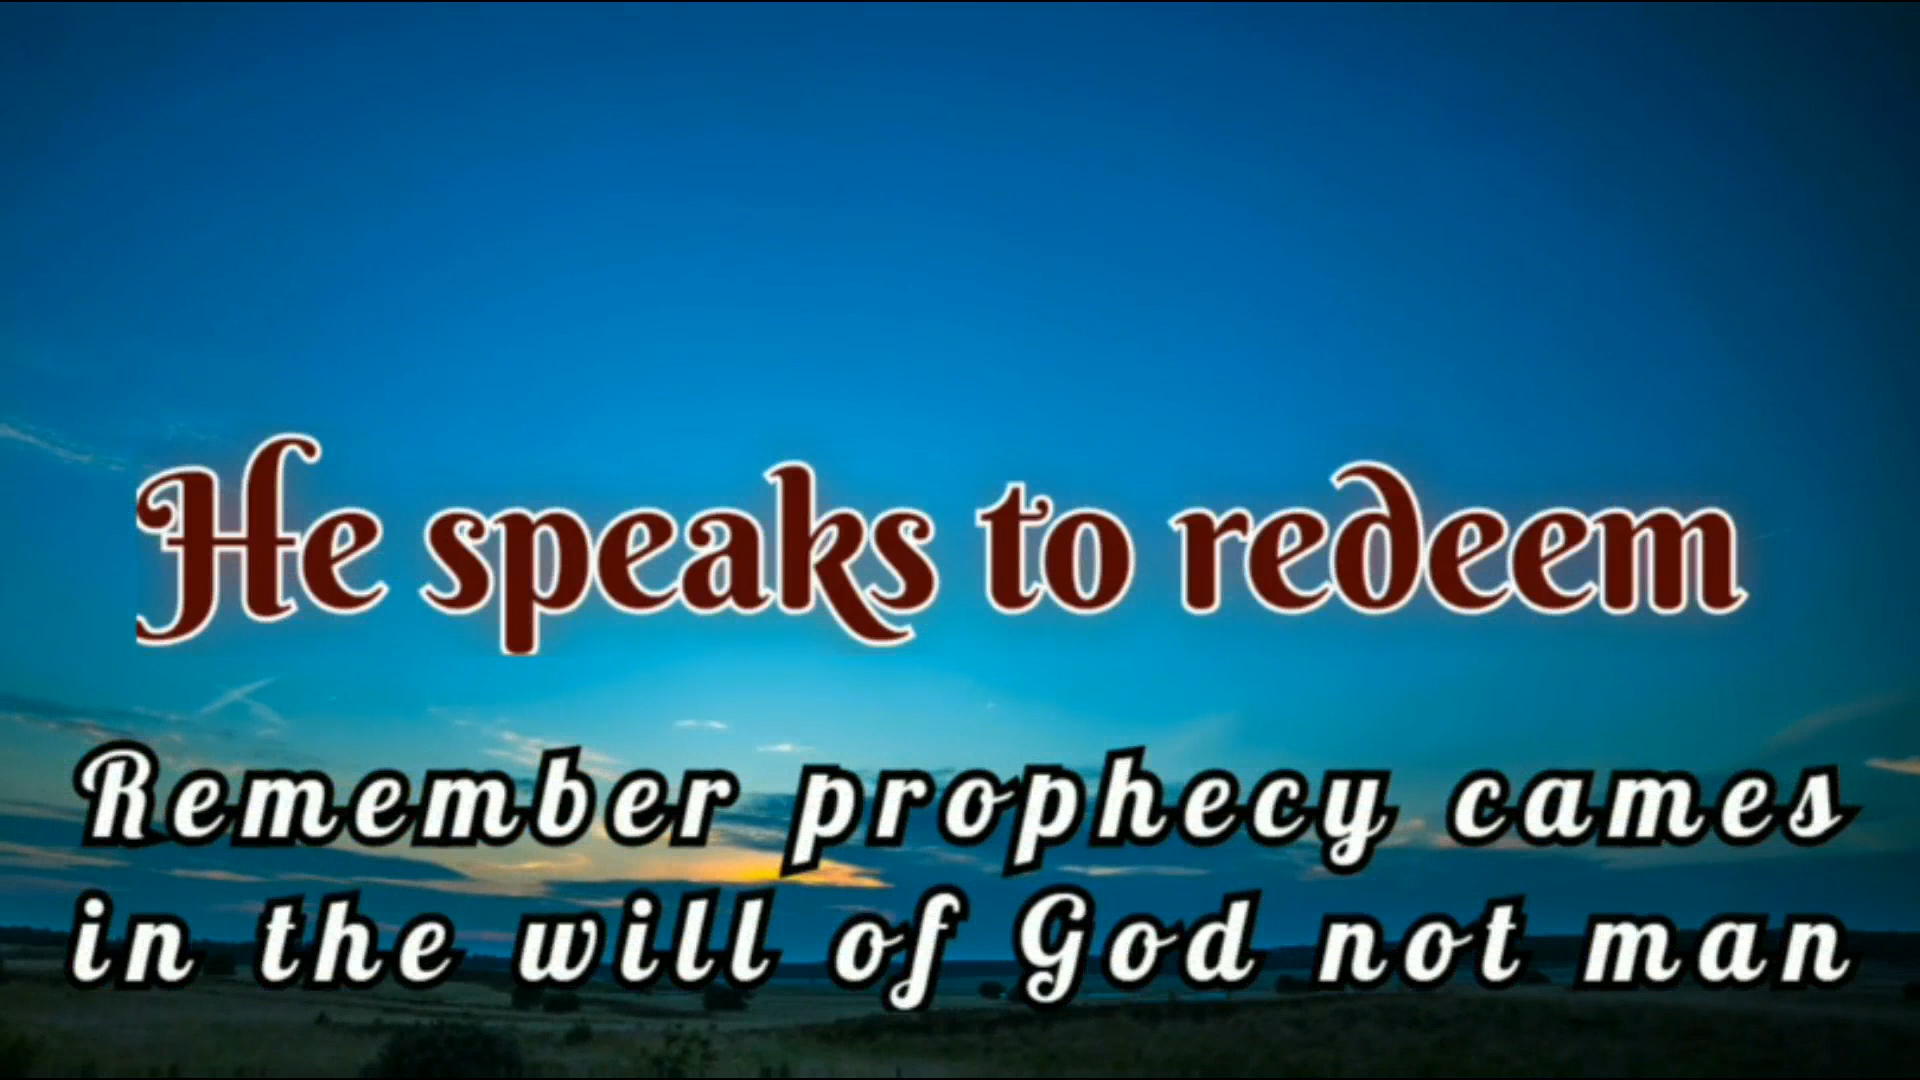 He speaks to redeem
Remember prophecy cames
in the will of God not man